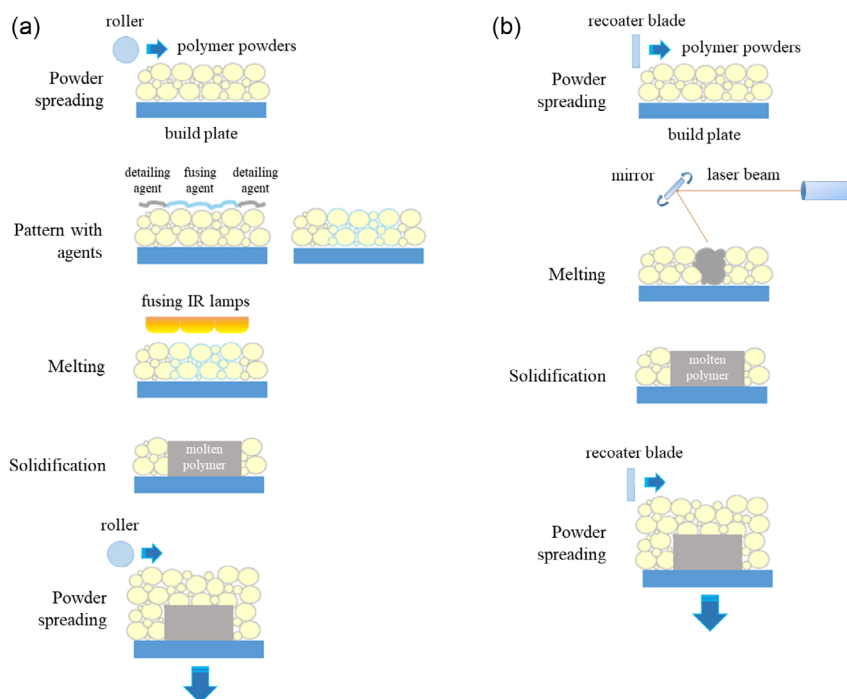 (a)
roller
polymer powders
Powder
spreading
build plate
detailing
agent
fusing
agent
detailing
agent
Pattern with
agents
fusing IR lamps
Melting
Solidification
molten
polymer
roller
Powder
spreading
(b)
recoater blade
polymer powders
Powder
spreading
build plate
mirror
laser beam
Melting
Solidification
molten
polymer
recoater blade
Powder
spreading